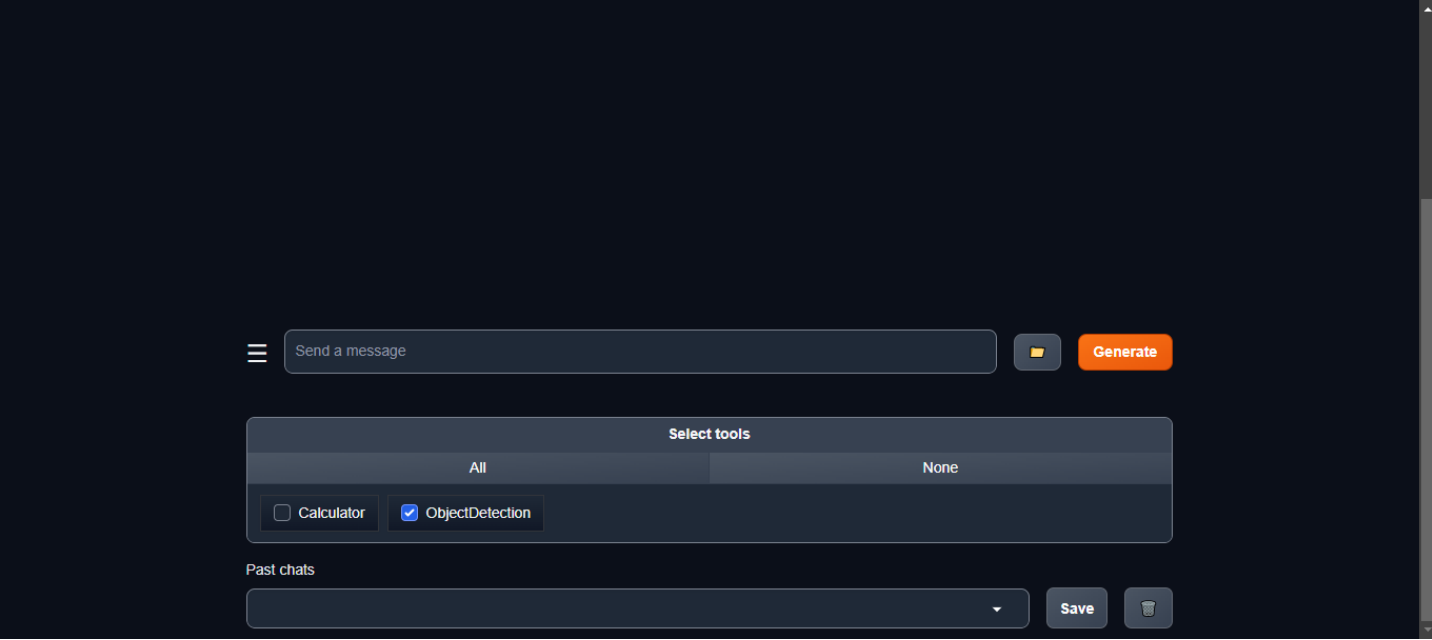 Send a message
Generate
Select tools
All None
Calculator ObjectDetection
Past chats
Save